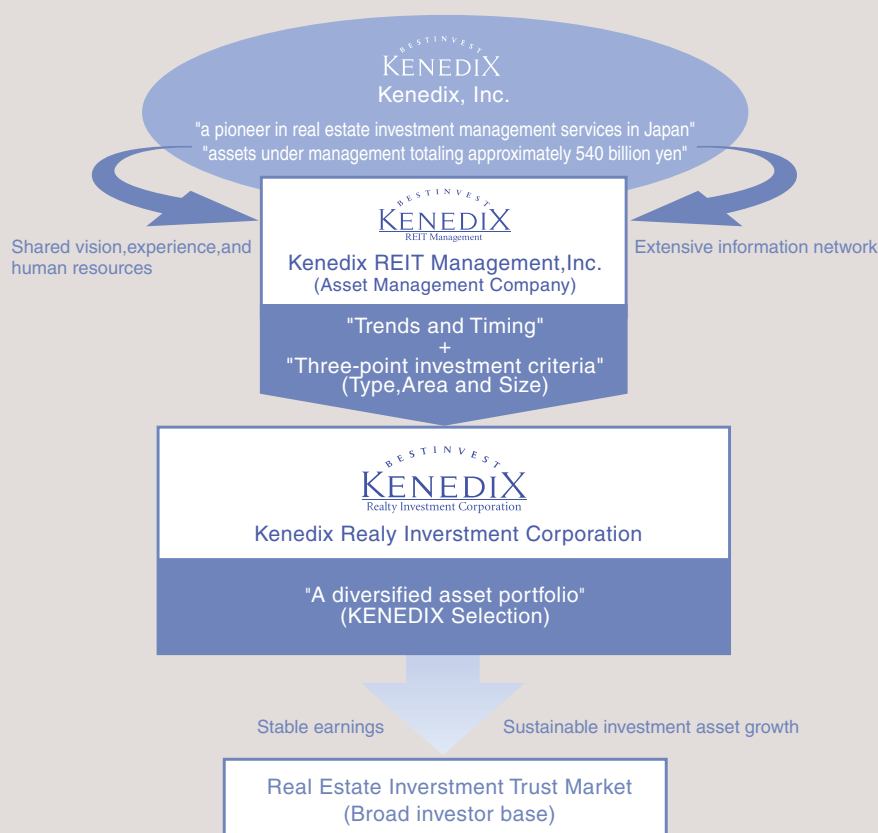 BESTINVEST
KENEDIX
Kenedix, Inc.
"a pioneer in real estate investment management services in Japan"
"assets under management totaling approximately 540 billion yen"
BESTINVEST
KENEDIX
REIT Management
Shared vision,experience,and
human resources
Extensive information network
Kenedix REIT Management,Inc.
(Asset Management Company)
"Trends and Timing"
+
"Three-point investment criteria"
(Type,Area and Size)
BESTINVEST
KENEDIX
Realty Investment Corporation
Kenedix Realy Inverstment Corporation
"A diversified asset portfolio"
(KENEDIX Selection)
Stable earnings
Sustainable investment asset growth
Real Estate Inverstment Trust Market
(Broad investor base)